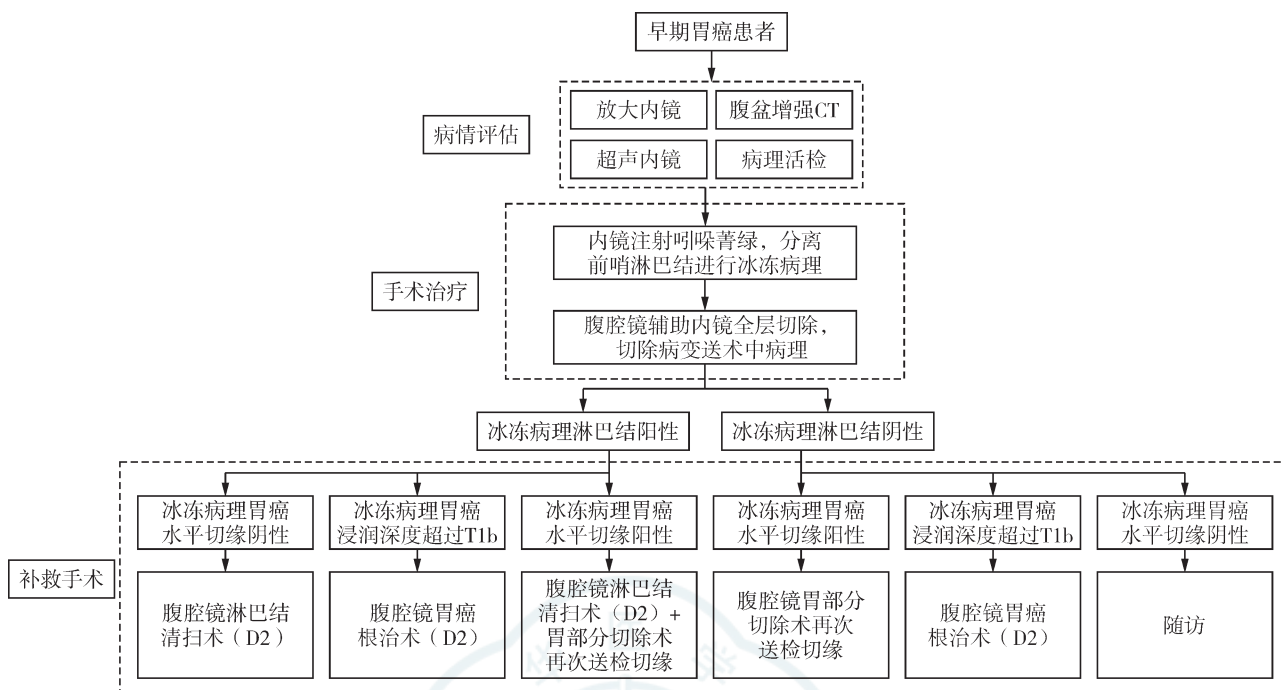 早期胃癌患者
放大内镜
腹盆增强CT
病情评估
超声内镜
病理活检
内镜注射吲哚菁绿，分离
前哨淋巴结进行冰冻病理
手术治疗
腹腔镜辅助内镜全层切除，
切除病变送术中病理
冰冻病理淋巴结阳性
冰冻病理淋巴结阴性
冰冻病理胃癌
水平切缘阴性
冰冻病理胃癌
浸润深度超过T1b
冰冻病理胃癌
水平切缘阳性
冰冻病理胃癌
水平切缘阳性
冰冻病理胃癌
浸润深度超过T1b
冰冻病理胃癌
水平切缘阴性
补救手术
腹腔镜淋巴结
清扫术（D2）
腹腔镜胃癌
根治术（D2）
腹腔镜淋巴结
清扫术（D2）+
胃部分切除术
再次送检切缘
腹腔镜胃部分
切除术再次
送检切缘
腹腔镜胃癌
根治术（D2）
随访